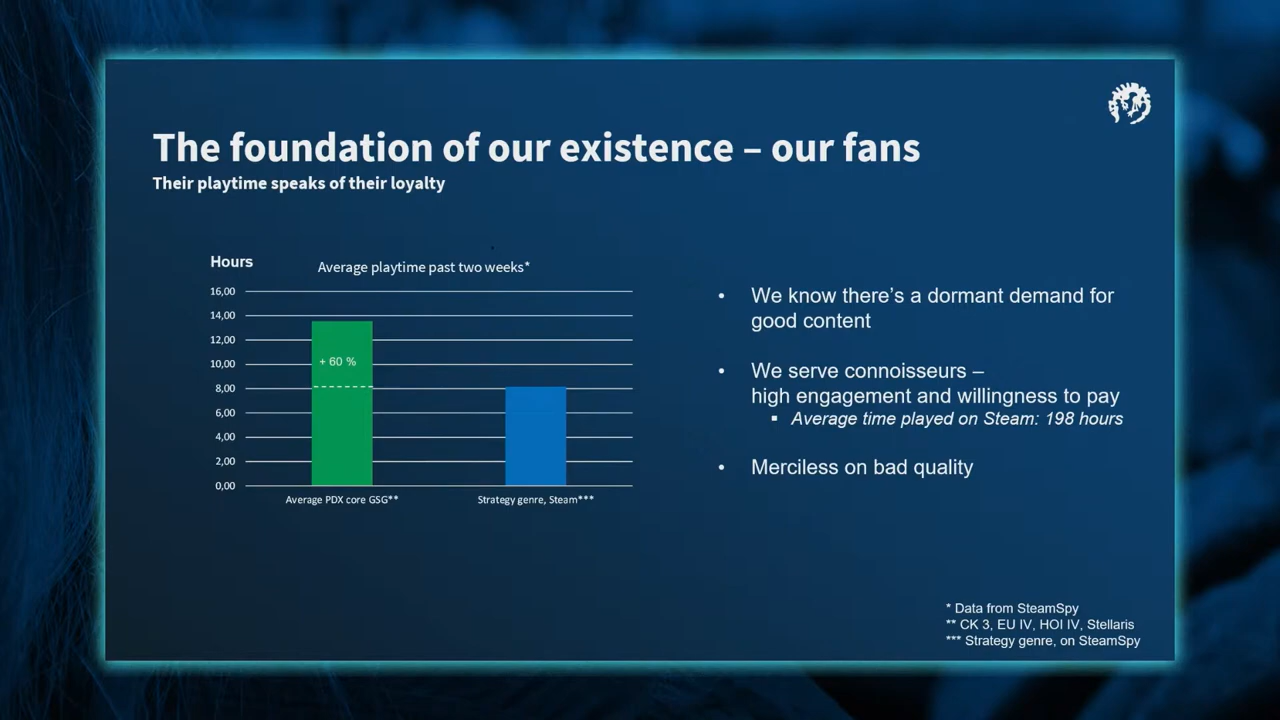 The foundation of our existence – our fans
Their playtime speaks of their loyalty
Hours
Average playtime past two weeks*
16,00
14,00
12,00
10,00
8,00
6,00
4,00
2,00
0,00
+ 60 %
Average PDX core GSG**
Strategy genre, Steam***
• We know there’s a dormant demand for
good content
• We serve connoisseurs –
high engagement and willingness to pay
▪ Average time played on Steam: 198 hours
• Merciless on bad quality
* Data from SteamSpy
** CK 3, EU IV, HOI IV, Stellaris
*** Strategy genre, on SteamSpy